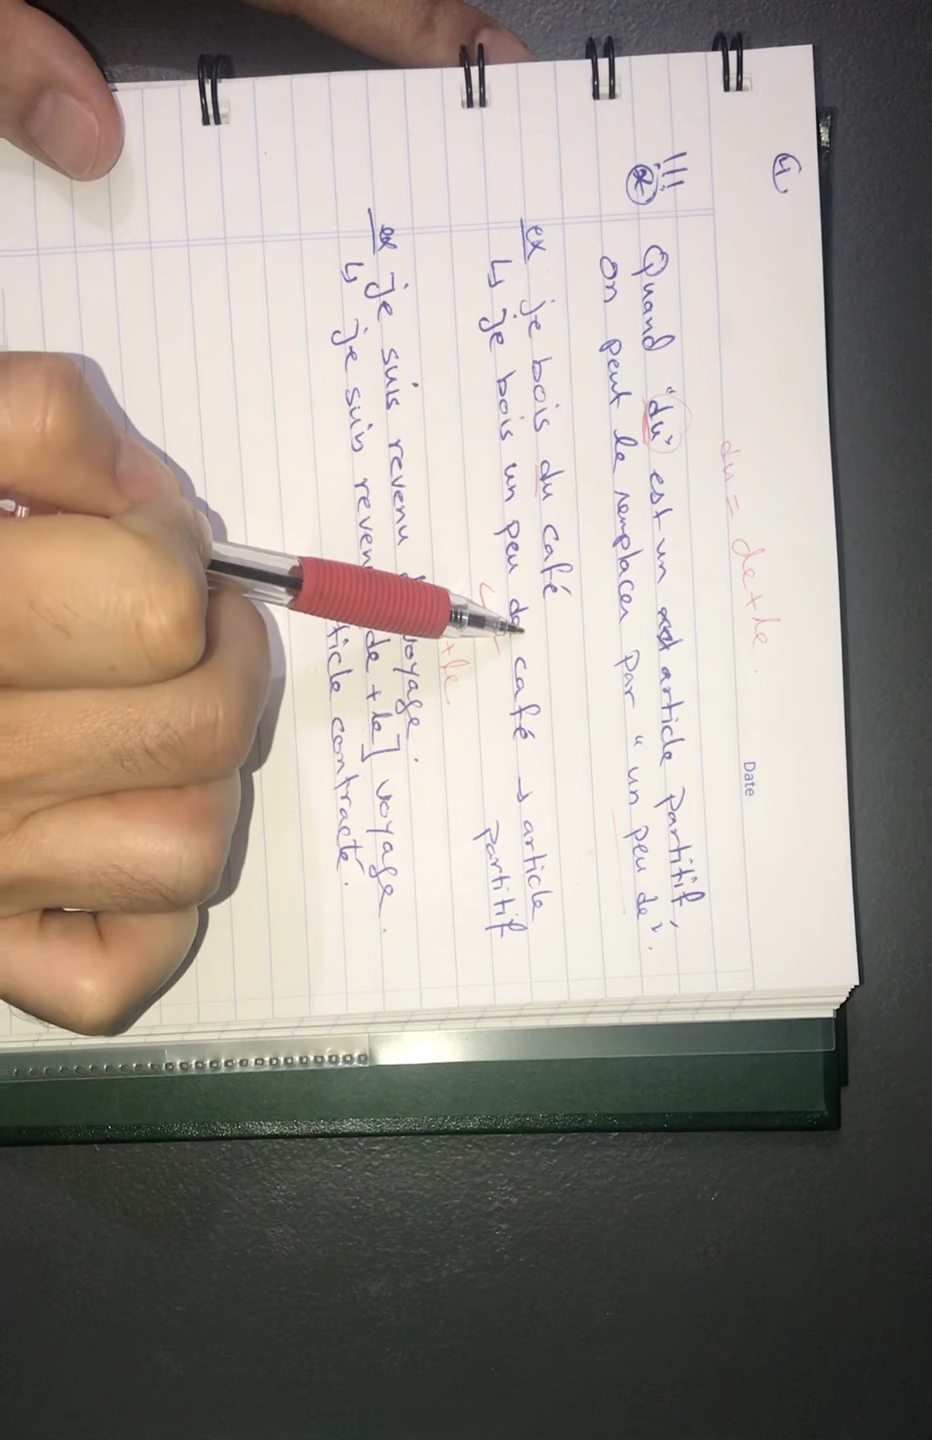 4
du = de + le.
Date
!!!
* Quand "du" est un article partitif,
on peut le remplacer par "un peu de".
ex je bois du café
↳ je bois un peu de café → article
partitif
+ le
ex je suis revenu voyage.
↳ je suis de + le] voyage.
contracté.